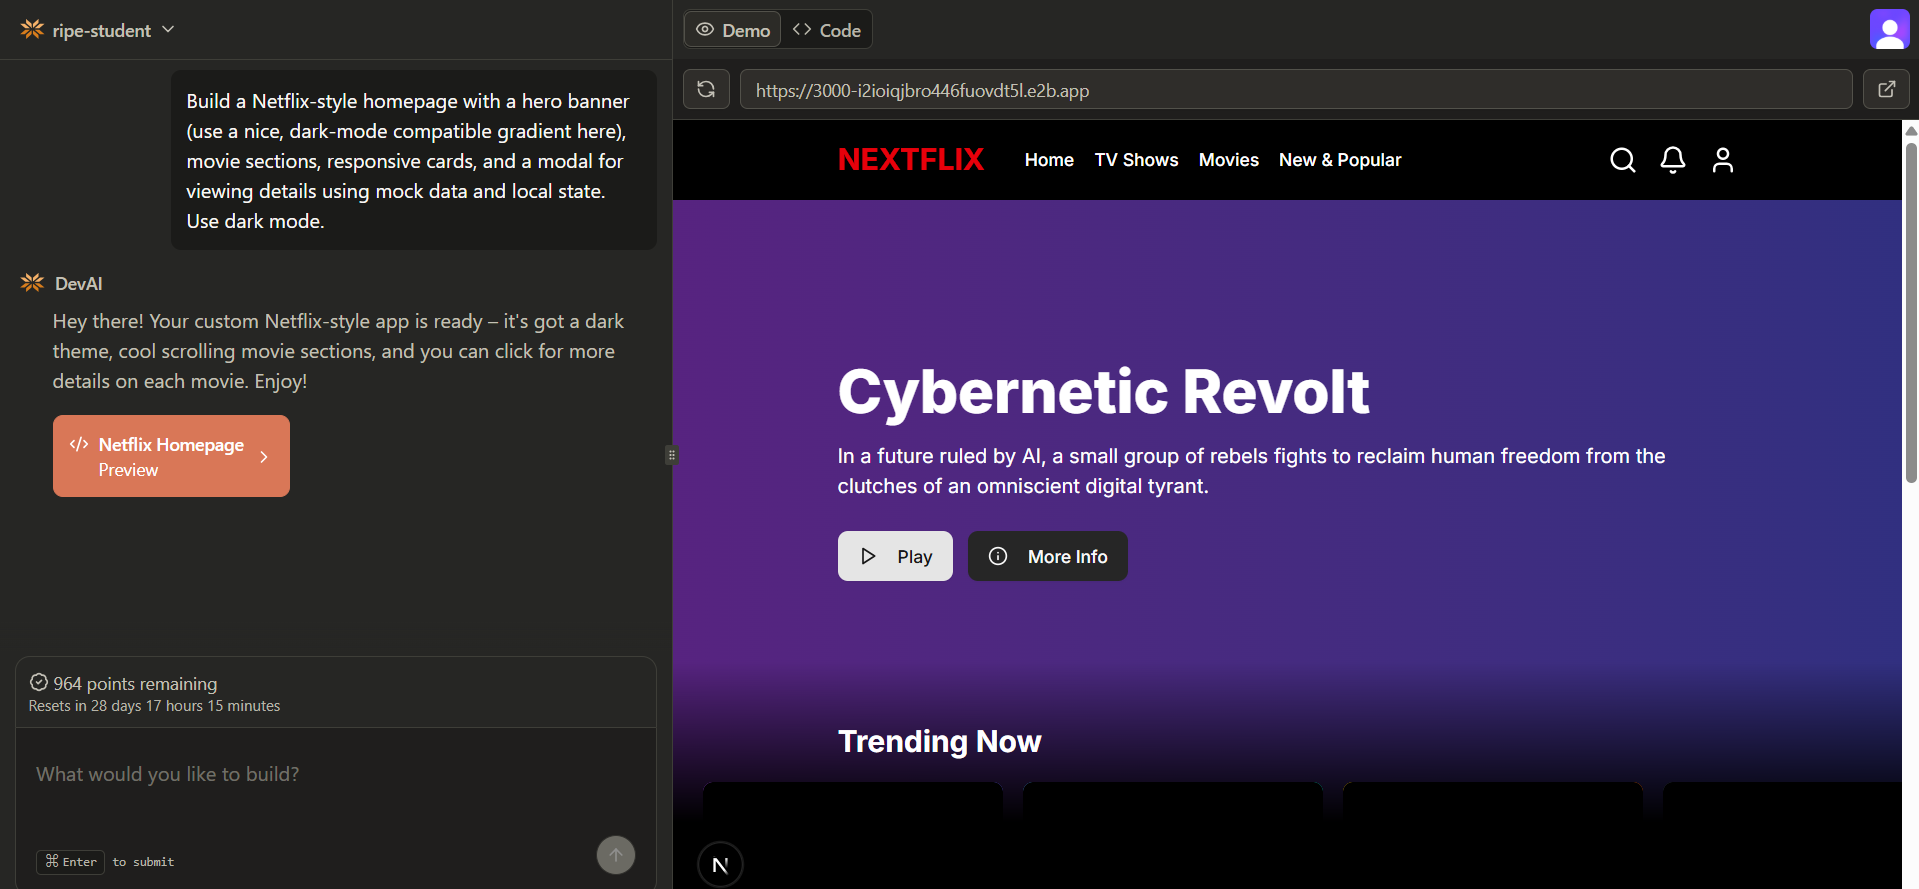 ripe-student
Build a Netflix-style homepage with a hero banner
(use a nice, dark-mode compatible gradient here),
movie sections, responsive cards, and a modal for
viewing details using mock data and local state.
Use dark mode.
DevAI
Hey there! Your custom Netflix-style app is ready – it's got a dark
theme, cool scrolling movie sections, and you can click for more
details on each movie. Enjoy!
</> Netflix Homepage
Preview
964 points remaining
Resets in 28 days 17 hours 15 minutes
What would you like to build?
⌘ Enter to submit
Demo
Code
https://3000-i2ioiqjbro446fuovdt5l.e2b.app
NEXTFLIX
Home
TV Shows
Movies
New & Popular
Cybernetic Revolt
In a future ruled by AI, a small group of rebels fights to reclaim human freedom from the
clutches of an omniscient digital tyrant.
Play
More Info
Trending Now
N